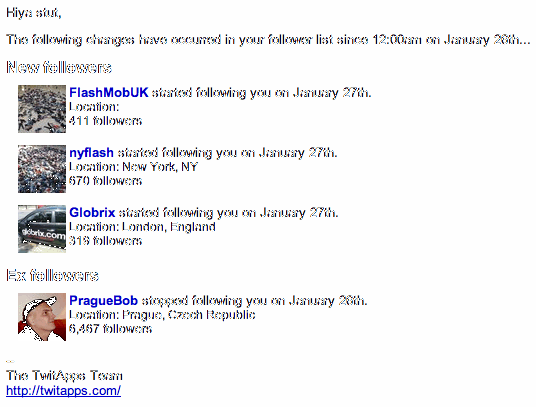 Hiya stut,
The following changes have occurred in your follower list since 12:00am on January 26th...
New followers
FlashMobUK started following you on January 27th.
Location:
411 followers
nyflash started following you on January 27th.
Location: New York, NY
670 followers
Globrix started following you on January 27th.
Location: London, England
319 followers
globrix.com
Ex followers
PragueBob stopped following you on January 26th.
Location: Prague, Czech Republic
6,467 followers
--
The TwitApps Team
http://twitapps.com/